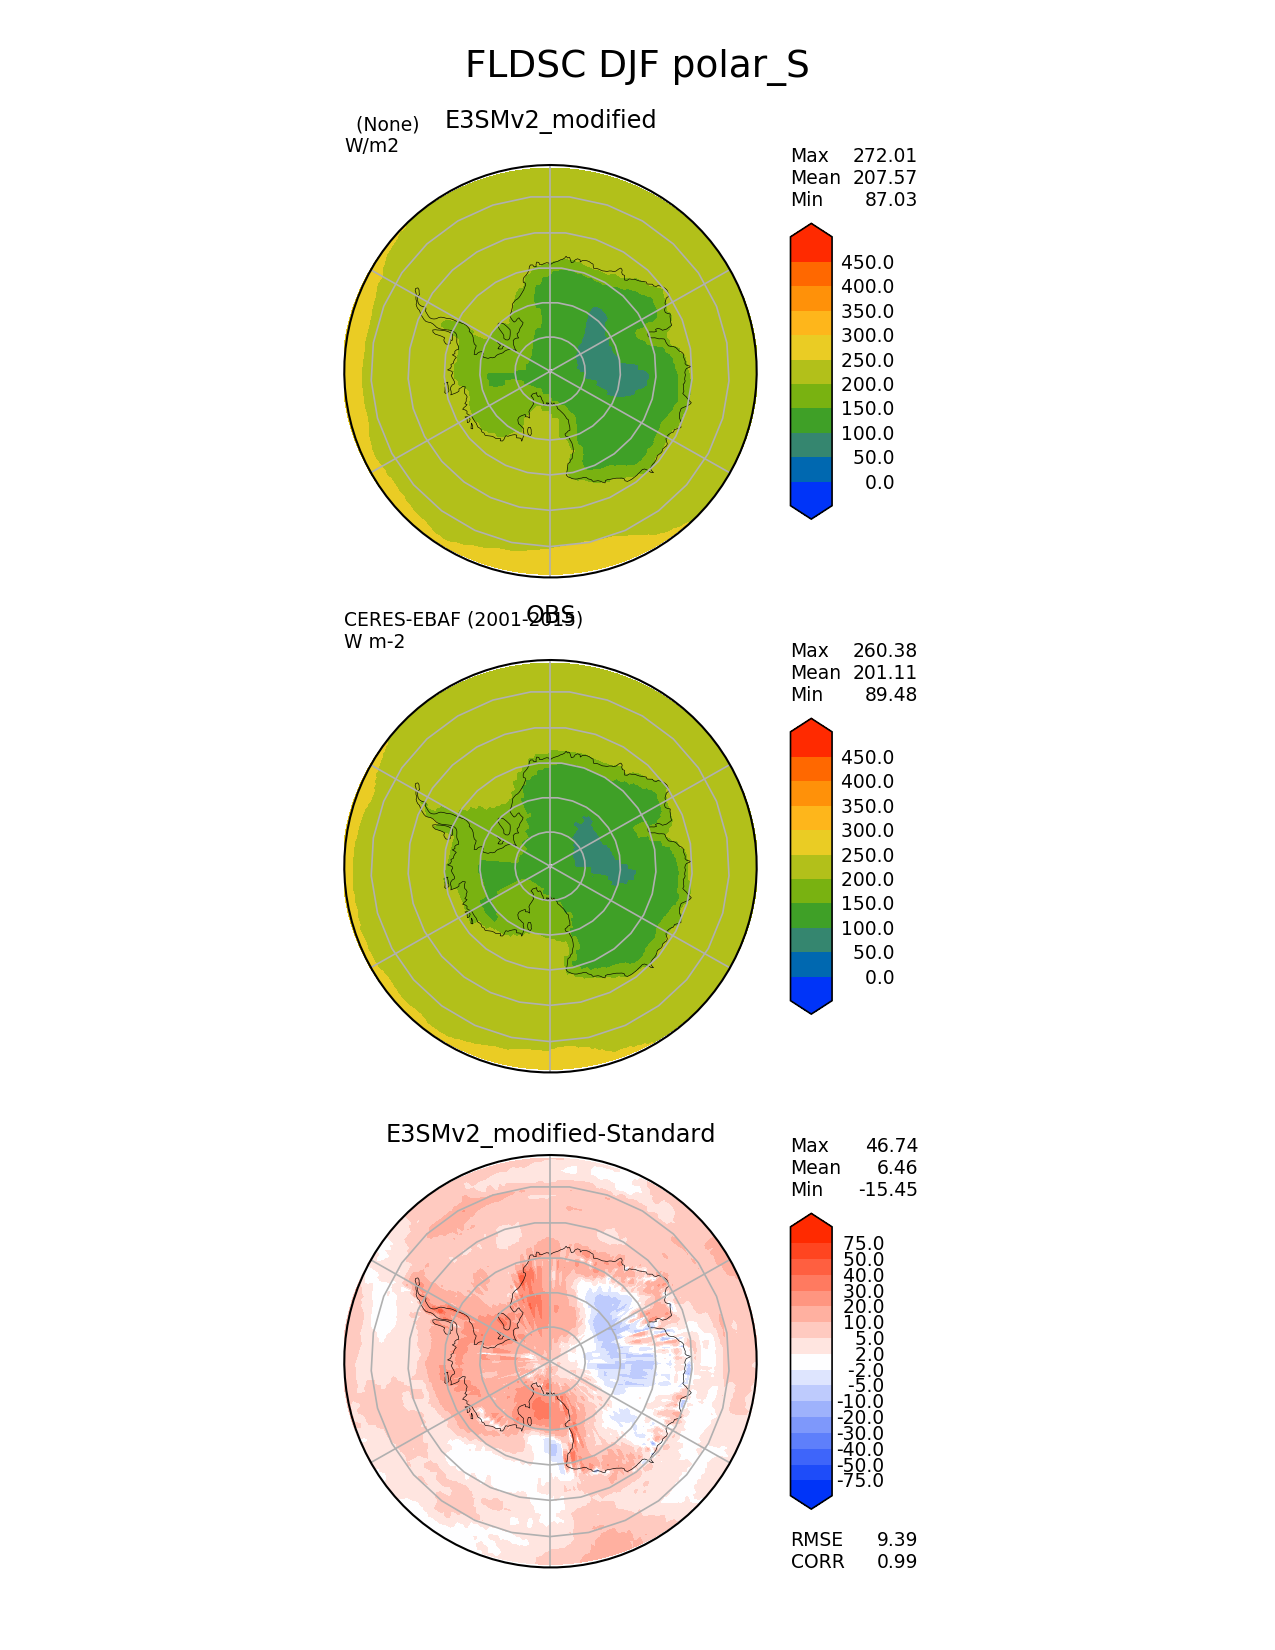 FLDSC DJF polar_S
E3SMv2_modified
(None)
W/m2
Max 272.01
Mean 207.57
Min 87.03
450.0
400.0
350.0
300.0
250.0
200.0
150.0
100.0
50.0
0.0
OBS
CERES-EBAF (2001-2015)
W m-2
Max 260.38
Mean 201.11
Min 89.48
450.0
400.0
350.0
300.0
250.0
200.0
150.0
100.0
50.0
0.0
E3SMv2_modified-Standard
Max 46.74
Mean 6.46
Min -15.45
75.0
50.0
40.0
30.0
20.0
10.0
5.0
2.0
-2.0
-5.0
-10.0
-20.0
-30.0
-40.0
-50.0
-75.0
RMSE 9.39
CORR 0.99